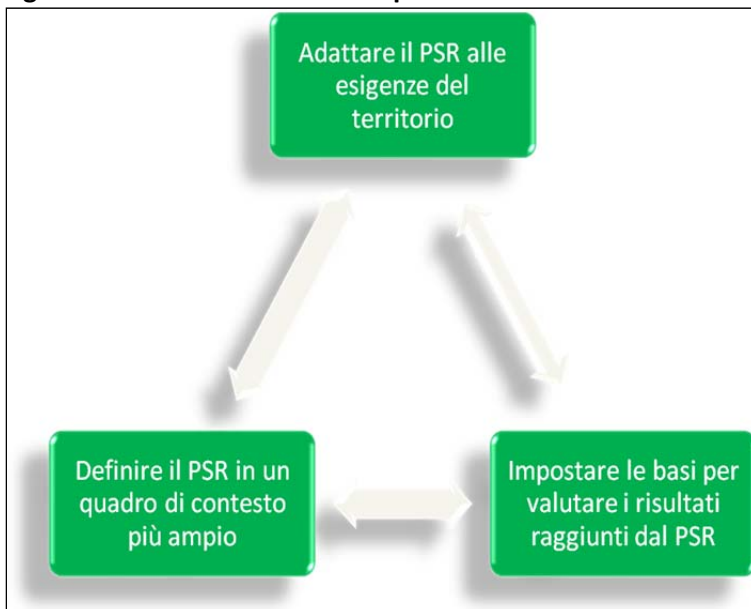 Adattare il PSR alle
esigenze del
territorio
Definire il PSR in un
quadro di contesto
più ampio
Impostare le basi per
valutare i risultati
raggiunti dal PSR